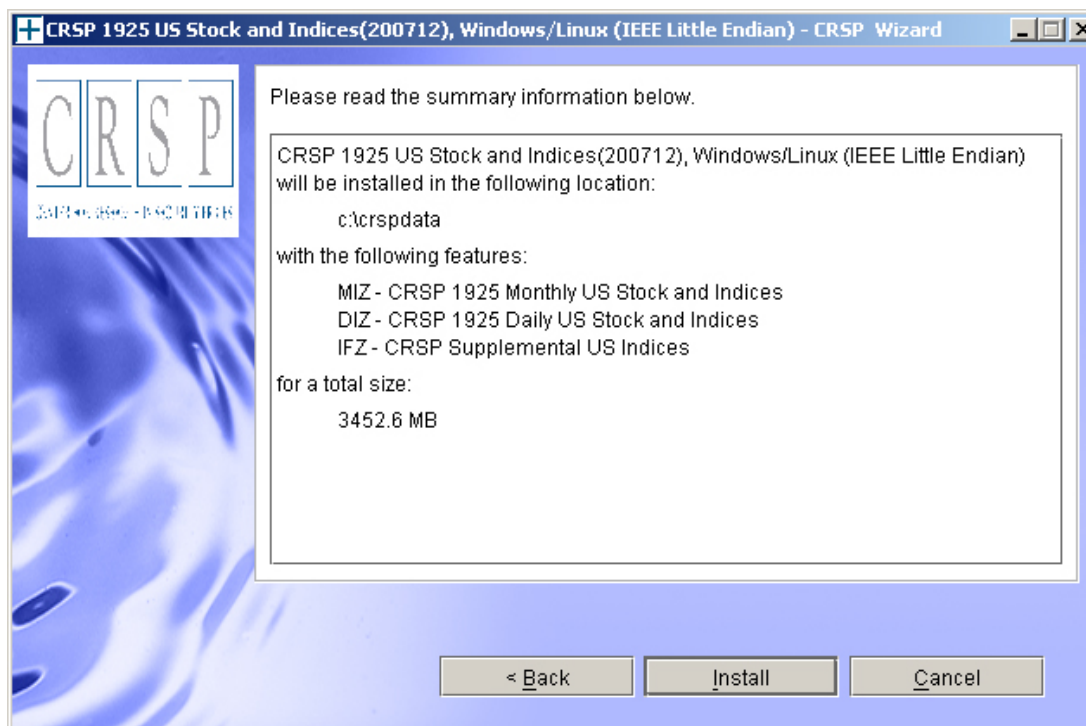 CRSP 1925 US Stock and Indices(200712), Windows/Linux (IEEE Little Endian) - CRSP Wizard
CRSP
Please read the summary information below.
CRSP 1925 US Stock and Indices(200712), Windows/Linux (IEEE Little Endian)
will be installed in the following location:
c:\crspdata
with the following features:
MIZ - CRSP 1925 Monthly US Stock and Indices
DIZ - CRSP 1925 Daily US Stock and Indices
IFZ - CRSP Supplemental US Indices
for a total size:
3452.6 MB
< Back
Install
Cancel